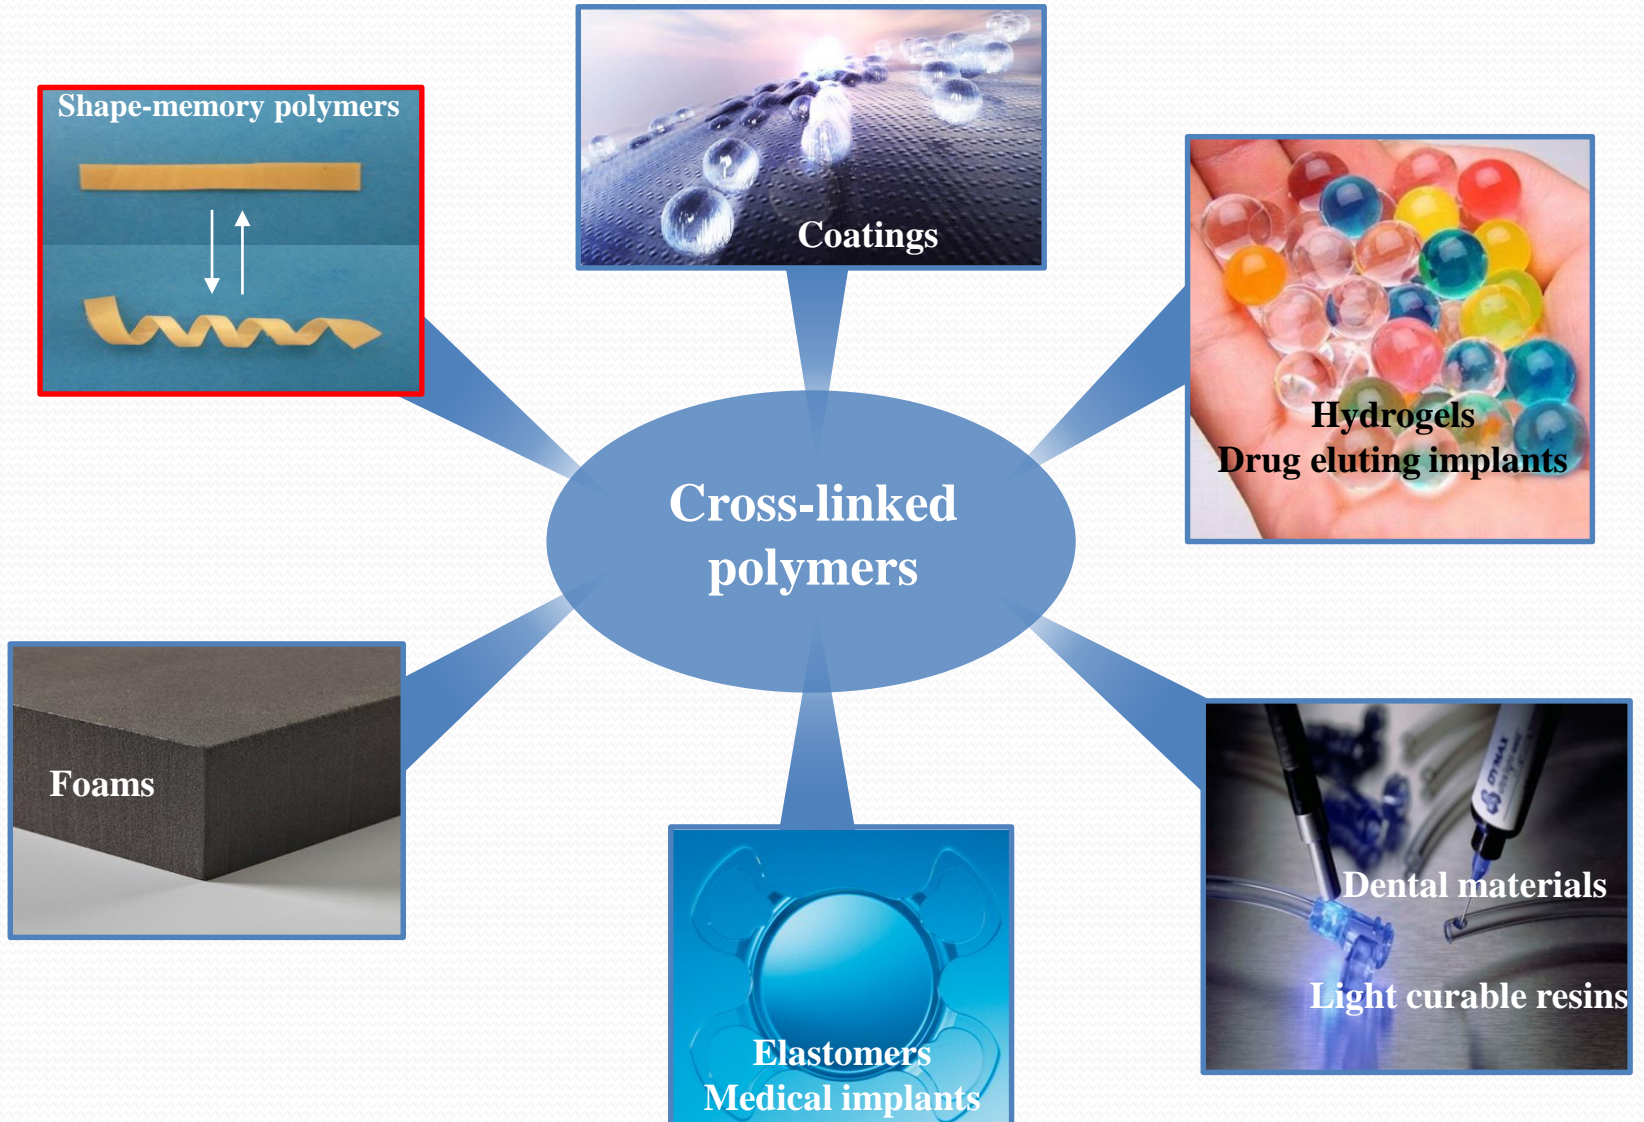 Shape-memory polymers
Coatings
Hydrogels
Drug eluting implants
Cross-linked
polymers
Foams
DYMAX
Dental materials
Light curable resins
Elastomers
Medical implants